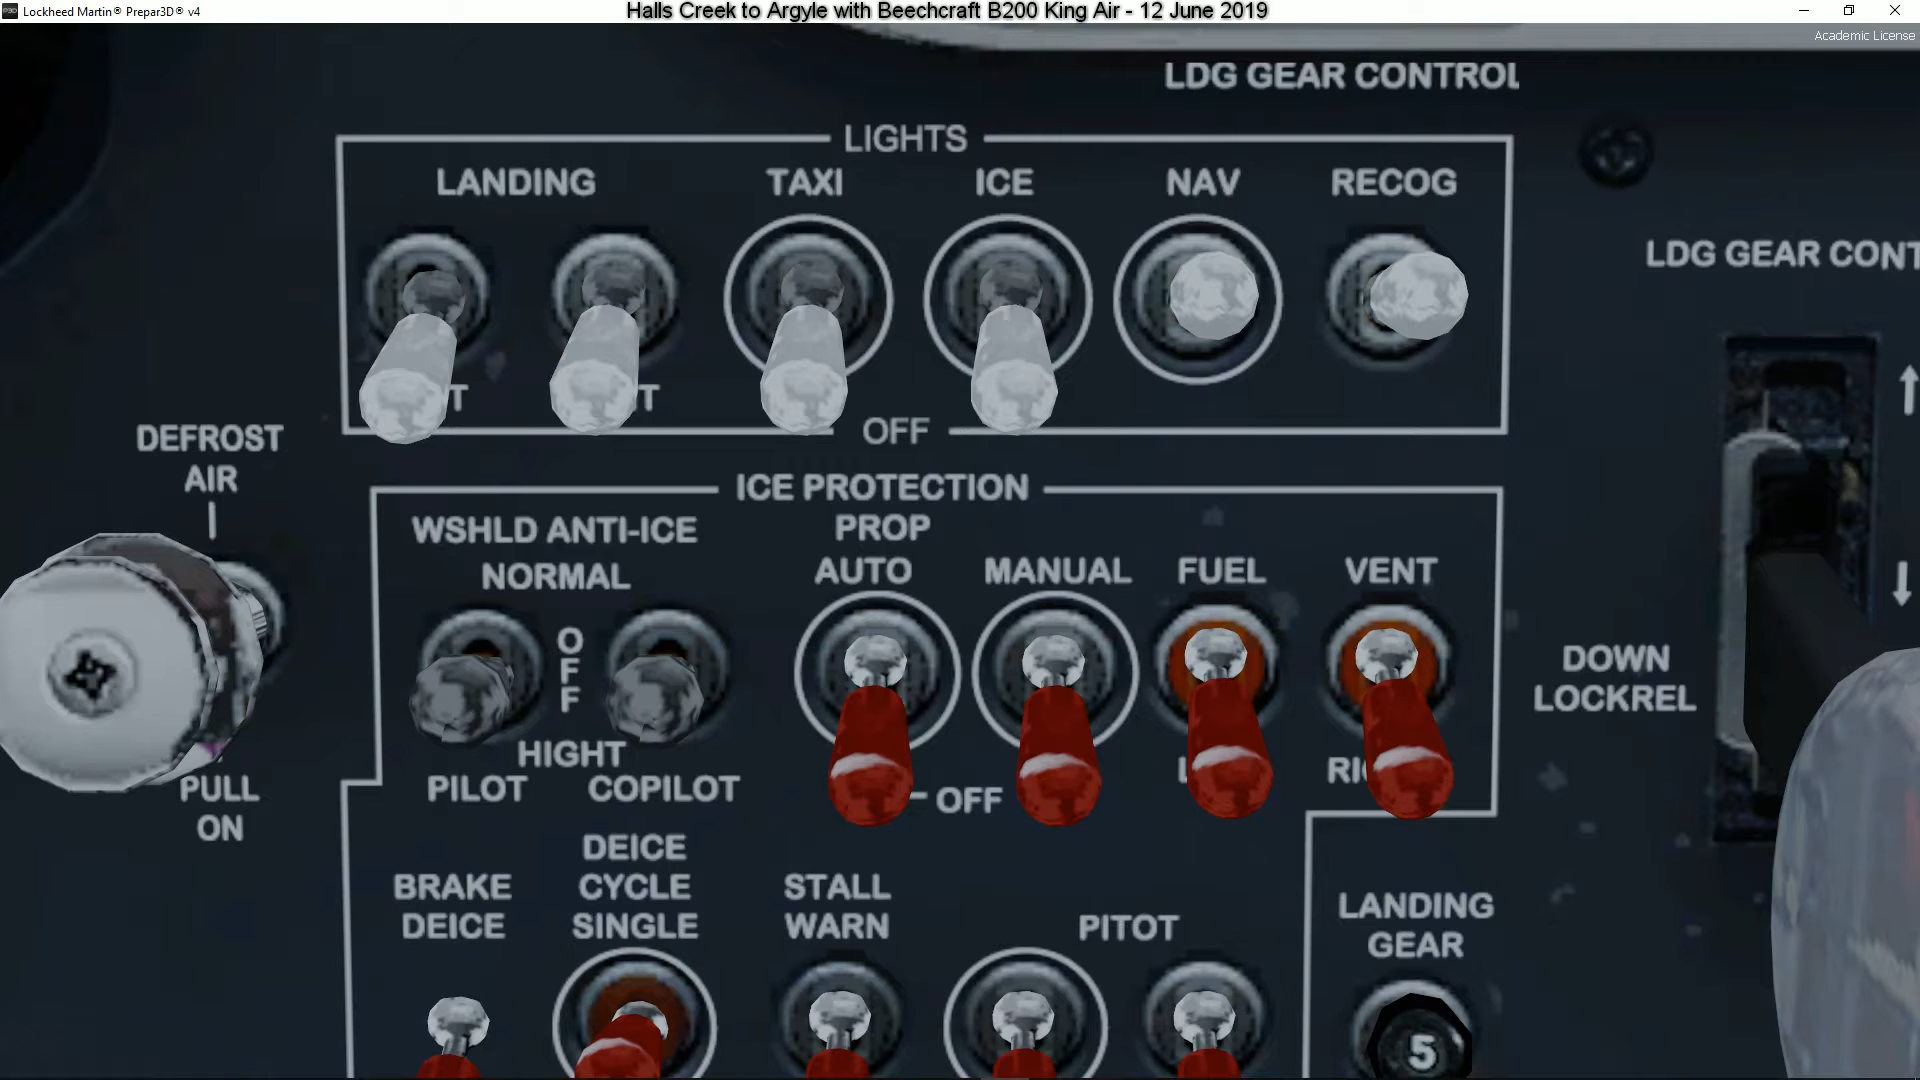 Lockheed Martin® Prepar3D® v4
Halls Creek to Argyle with Beechcraft B200 King Air - 12 June 2019
Academic License
LDG GEAR CONTROL
LIGHTS
LANDING TAXI ICE NAV RECOG
LDG GEAR CONT
OFF
DEFROST
AIR
PULL
ON
ICE PROTECTION
WSHLD ANTI-ICE
NORMAL
OFF
HIGHT
PILOT COPILOT
PROP
AUTO MANUAL FUEL VENT
OFF
DOWN
LOCKREL
BRAKE
DEICE
DEICE
CYCLE
SINGLE
STALL
WARN
PITOT
LANDING
GEAR
5